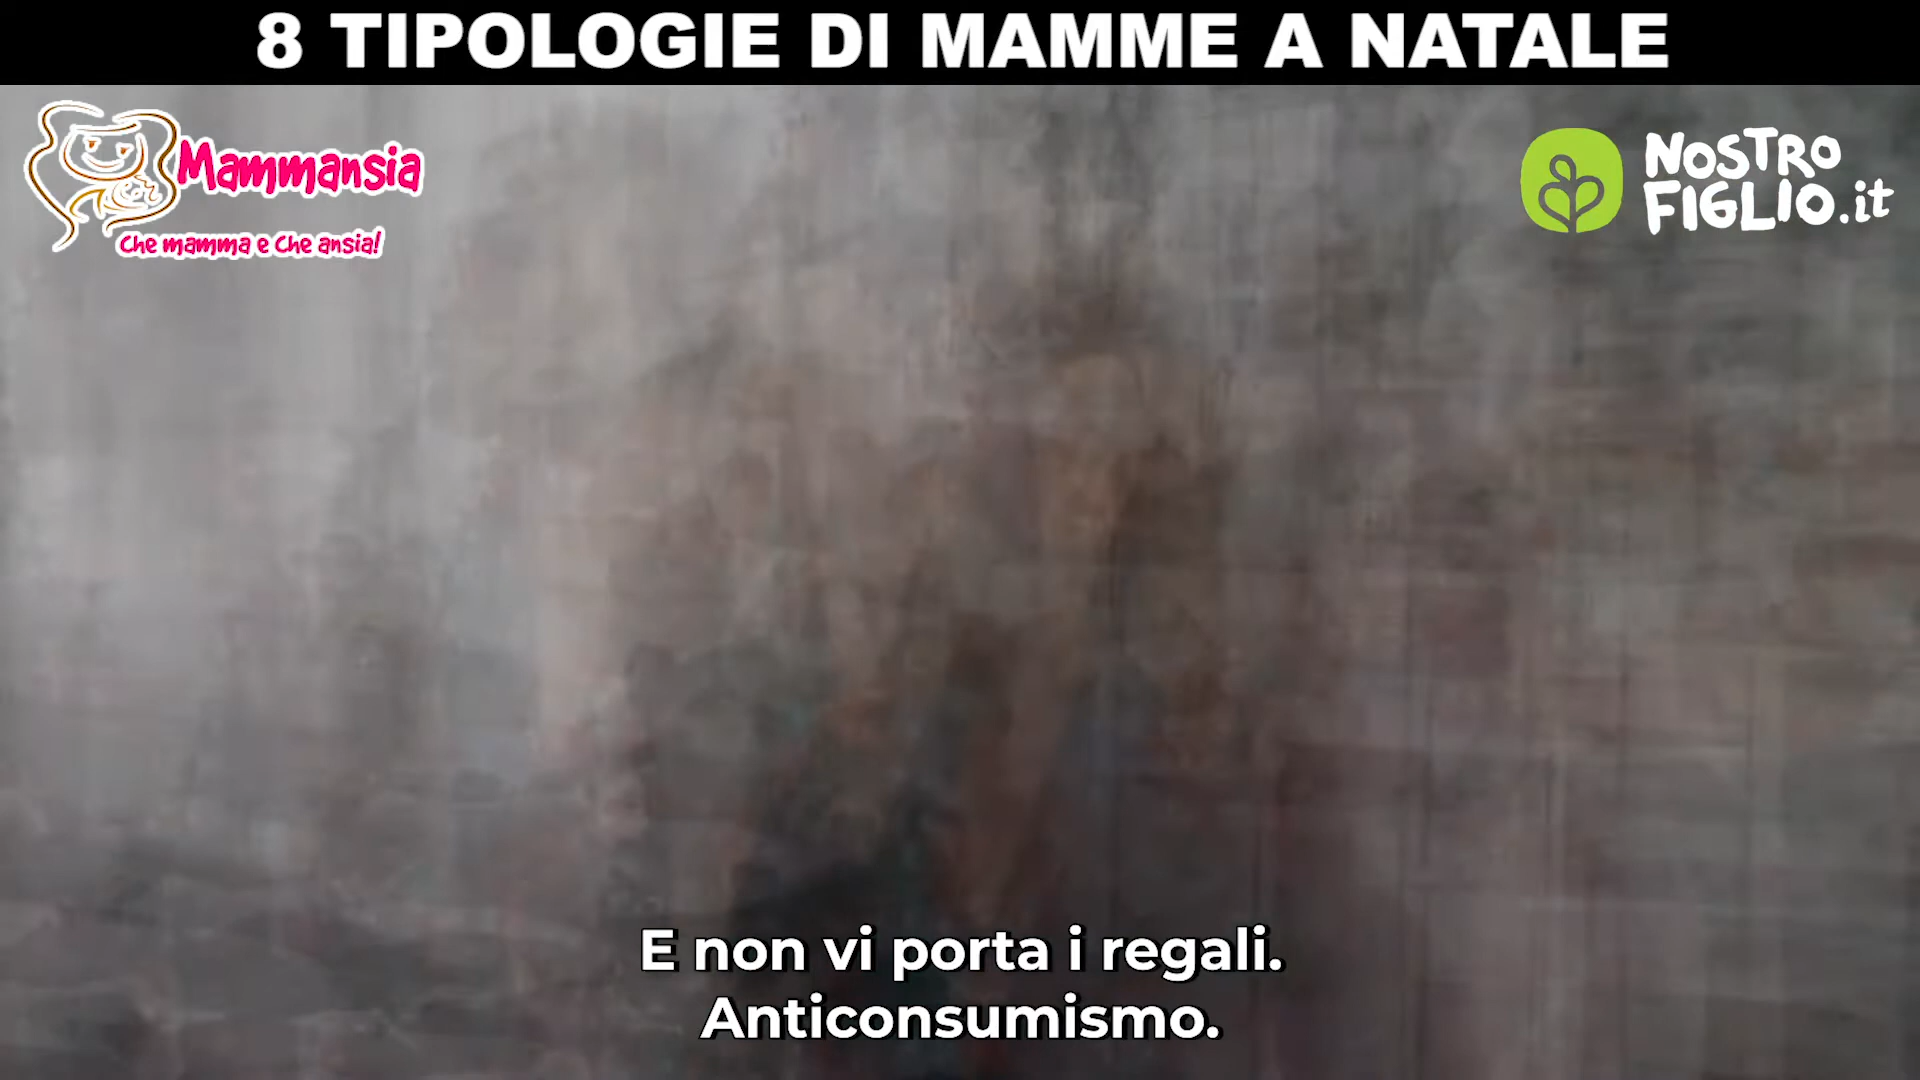 8 TIPOLOGIE DI MAMME A NATALE
Mammansia
Che mamma e Che ansia!
NOSTRO
FIGLIO.it
E non vi porta i regali.
Anticonsumismo.